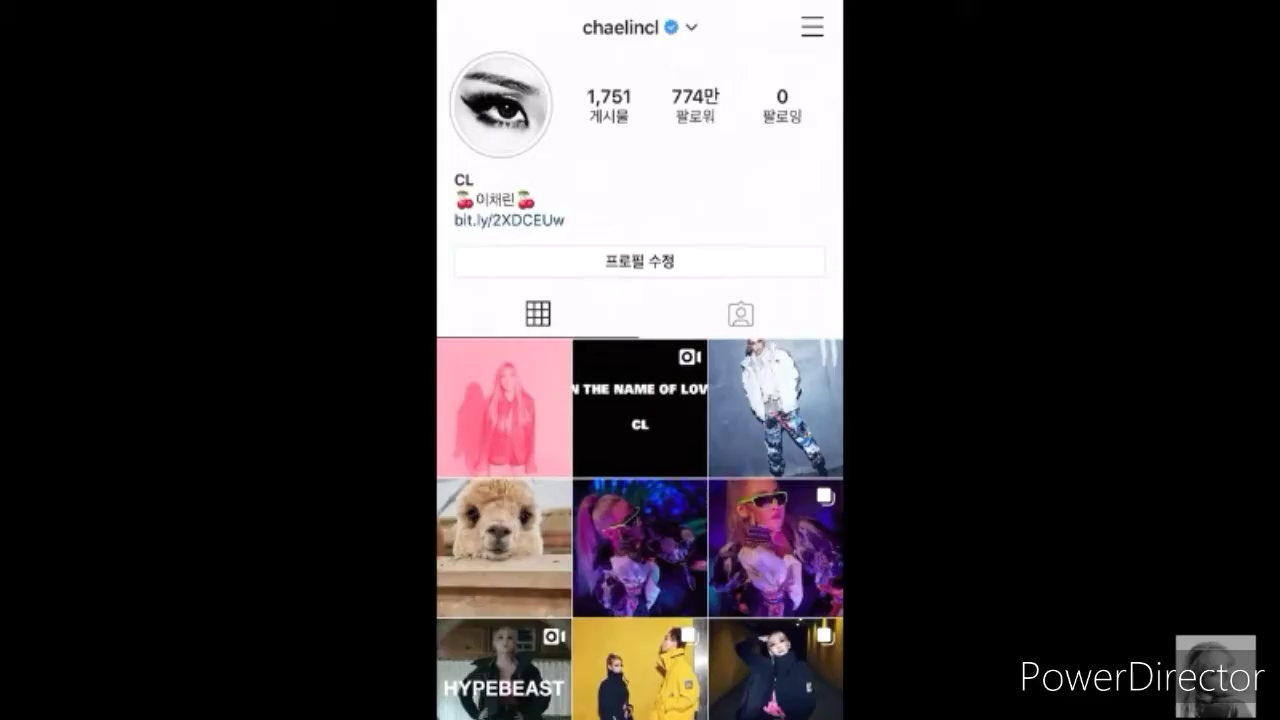 chaelincl
1,751 774만 0
게시물 팔로워 팔로잉
CL
🍒이채린🍒
bit.ly/2XDCEUw
프로필 수정
N THE NAME OF LOV
CL
HYPEBEAST
PowerDirector